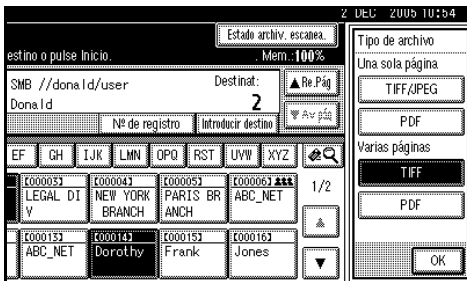 2 DEC 2005 10:54
Estado archiv. escanea.
estino o pulse Inicio.
Mem.:100%
SMB //donald/user
Destinat:
2
Donald
Nº de registro
Introducir destino
▲Re.Pág
▼Av pág
EF GH IJK LMN OPQ RST UVW XYZ
[00003] [00004] [00005] [00006]
LEGAL DI NEW YORK PARIS BR ABC_NET
V BRANCH ANCH
1/2
[00013] [00014] [00015] [00016]
ABC_NET Dorothy Frank Jones
Tipo de archivo
Una sola página
TIFF/JPEG
PDF
Varias páginas
TIFF
PDF
OK